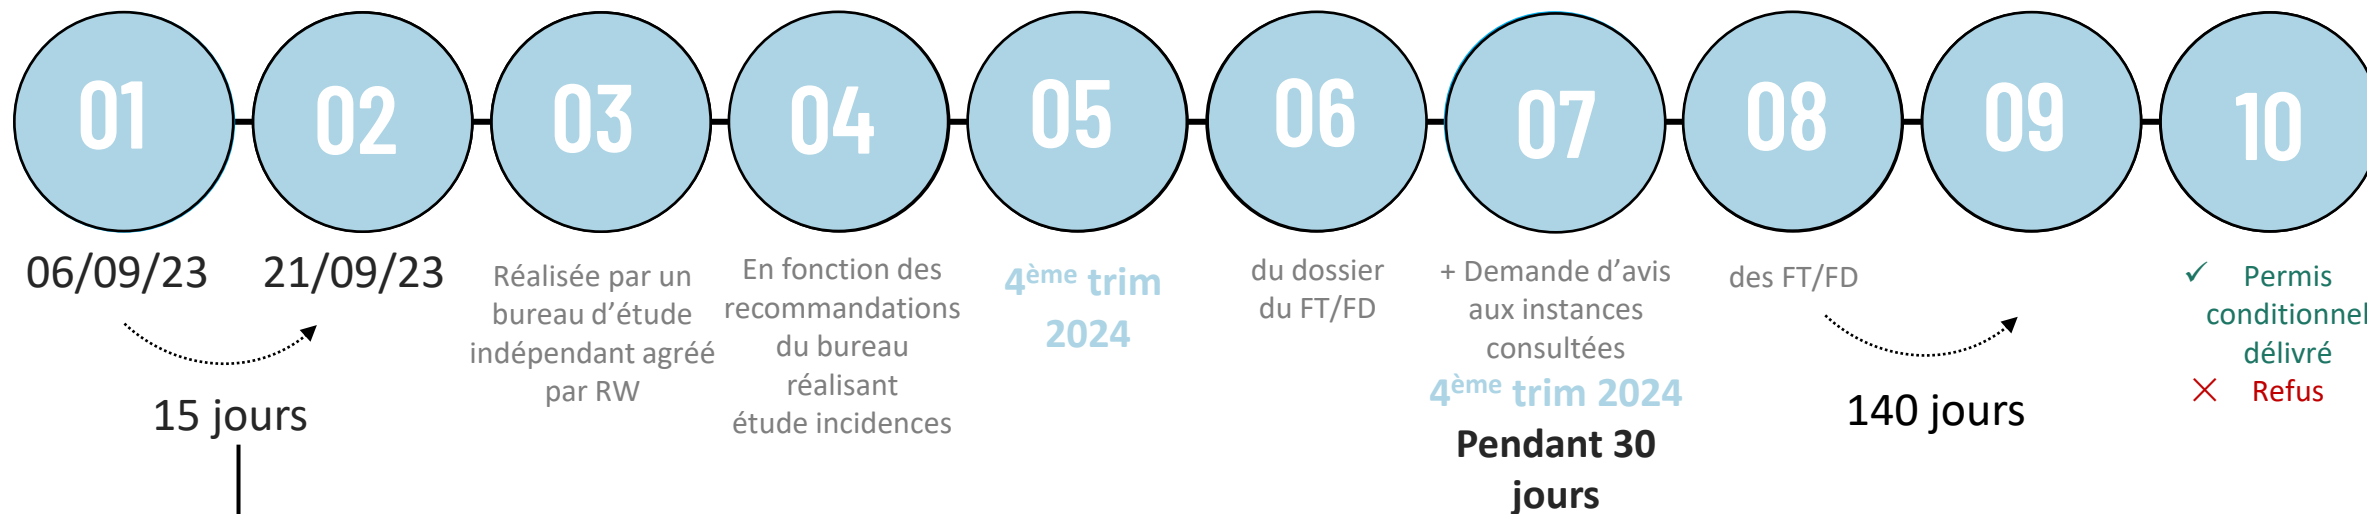 01
02
03
04
05
06
07
08
09
10
06/09/23
21/09/23
15 jours
Réalisée par un
bureau d'étude
indépendant agréé
par RW
En fonction des
recommandations
du bureau
réalisant
étude incidences
4ème trim
2024
du dossier
du FT/FD
+ Demande d'avis
aux instances
consultées
4ème trim 2024
Pendant 30
jours
des FT/FD
140 jours
✓ Permis
conditionnel
délivré
✕ Refus